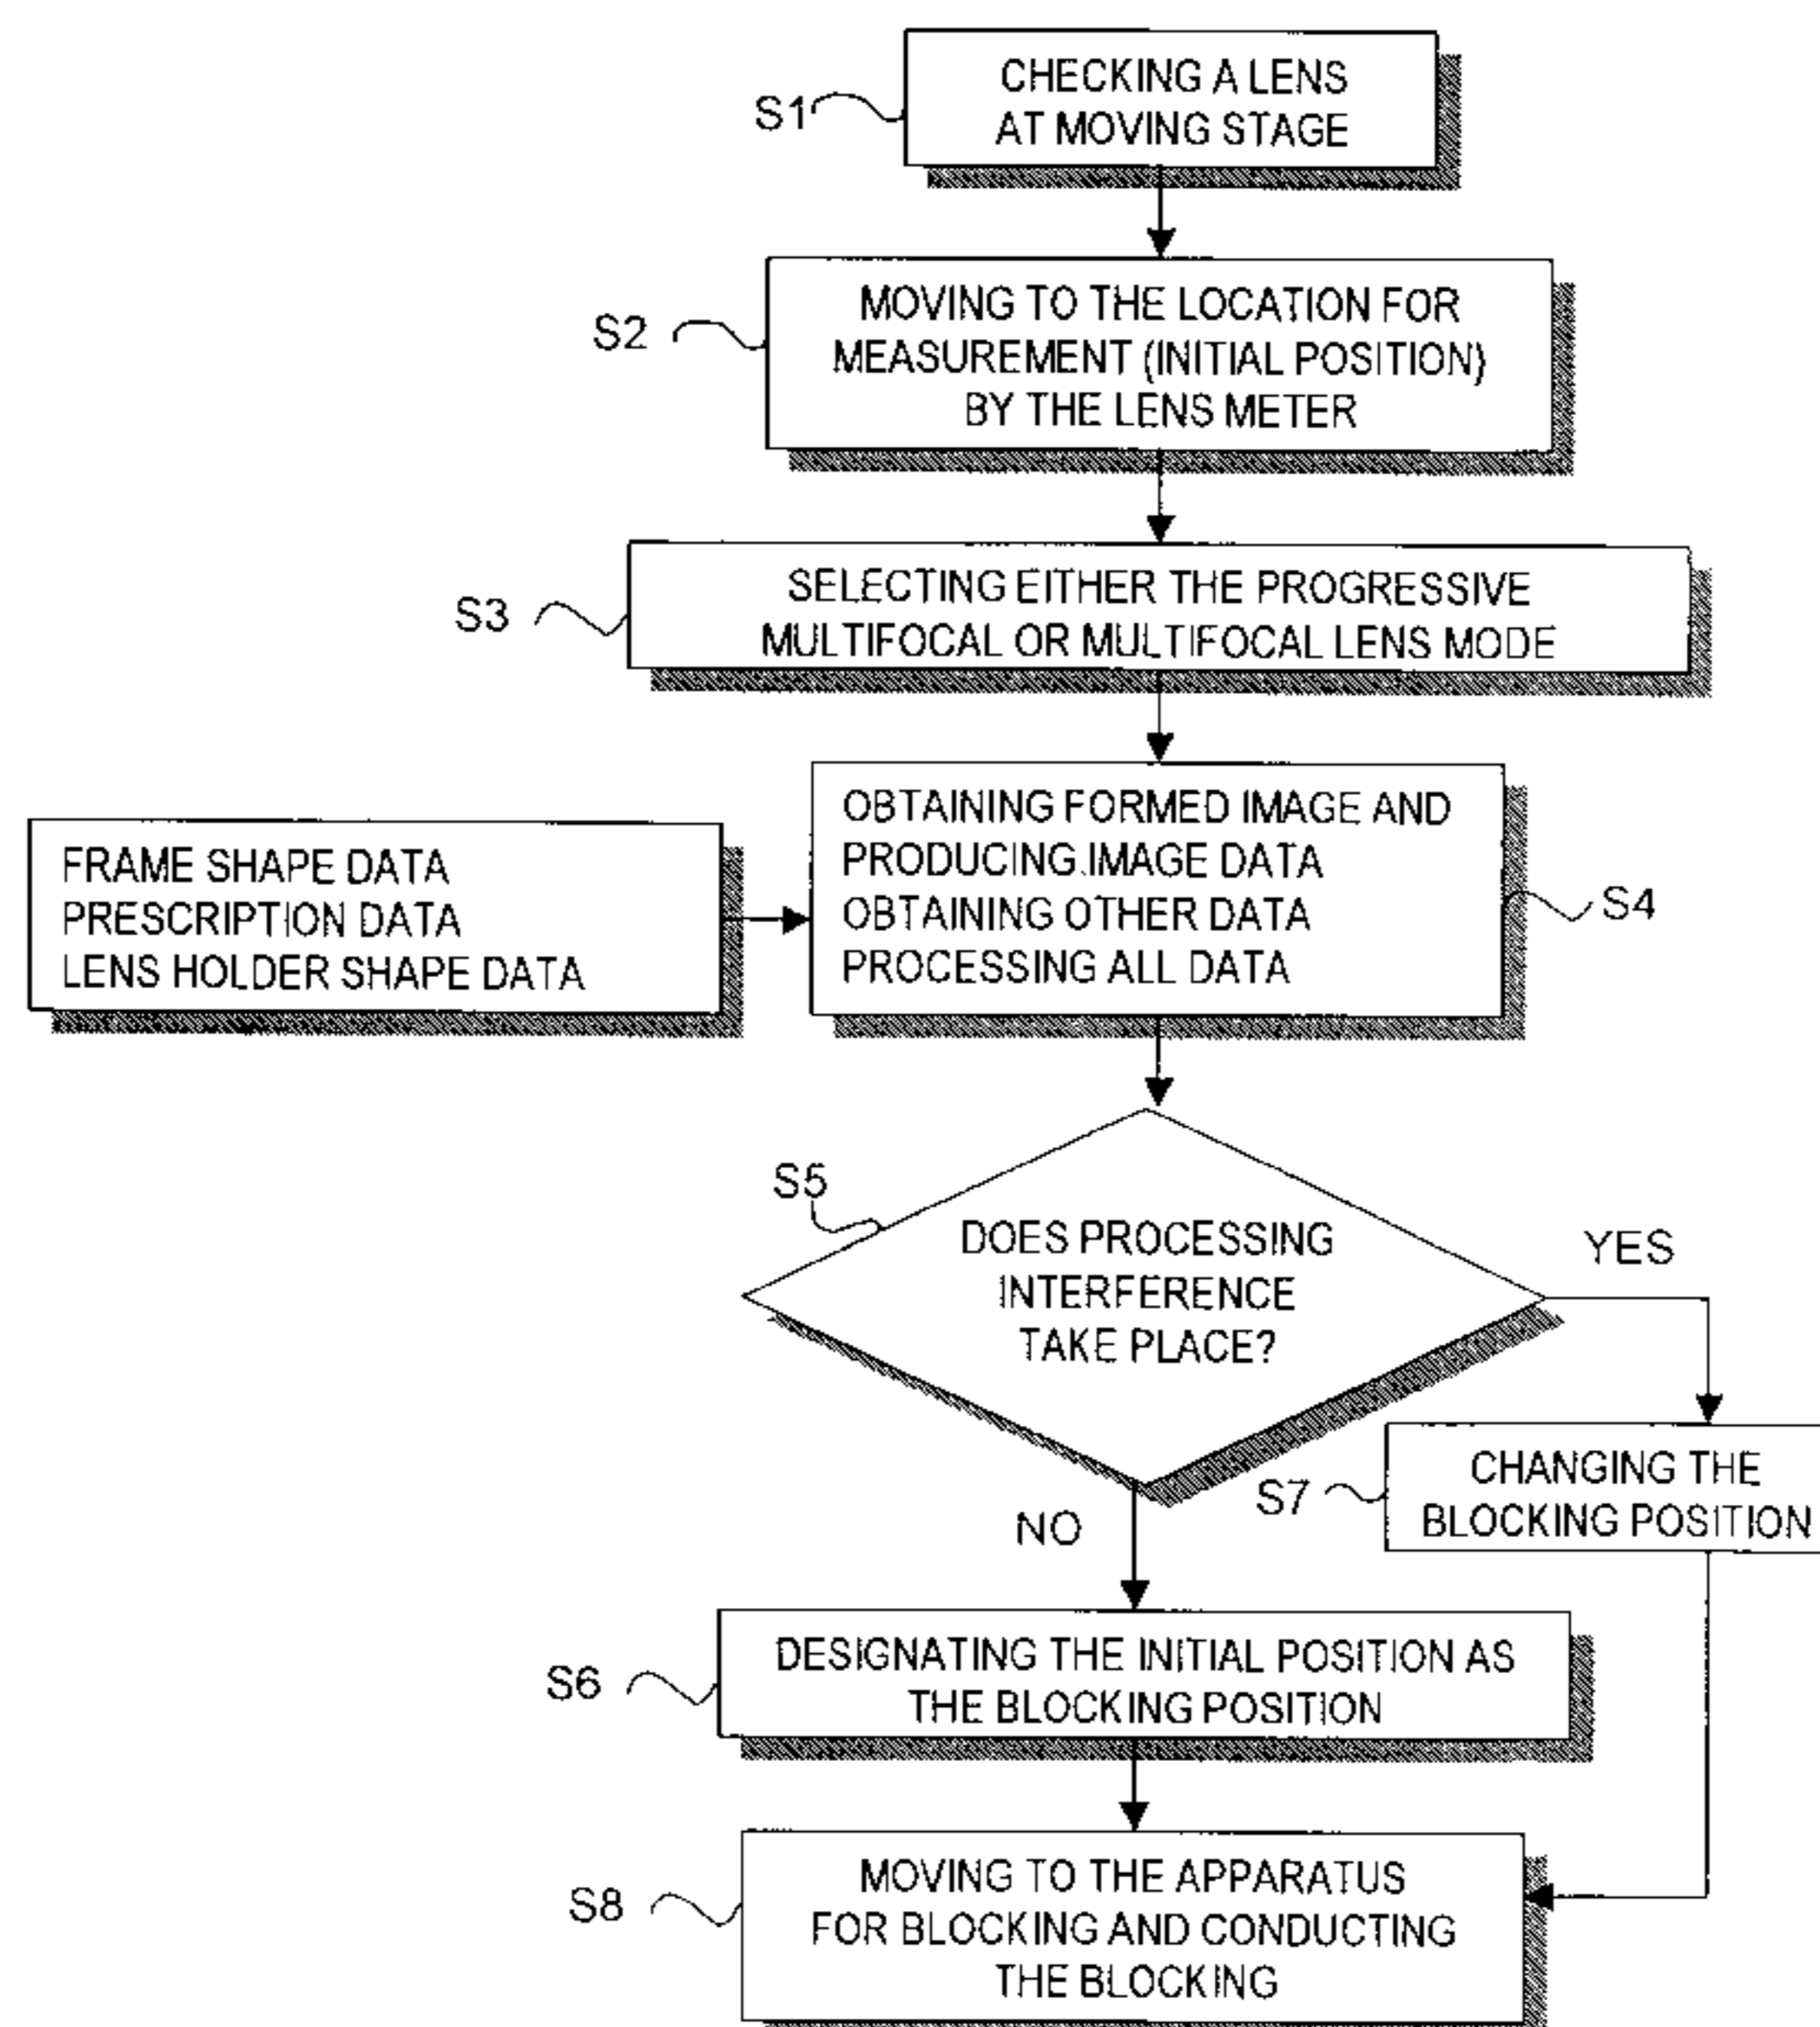 S1
CHECKING A LENS
AT MOVING STAGE
S2
MOVING TO THE LOCATION FOR
MEASUREMENT (INITIAL POSITION)
BY THE LENS METER
S3
SELECTING EITHER THE PROGRESSIVE
MULTIFOCAL OR MULTIFOCAL LENS MODE
FRAME SHAPE DATA
PRESCRIPTION DATA
LENS HOLDER SHAPE DATA
OBTAINING FORMED IMAGE AND
PRODUCING IMAGE DATA
OBTAINING OTHER DATA
PROCESSING ALL DATA
S4
S5
DOES PROCESSING
INTERFERENCE
TAKE PLACE?
YES
S7
CHANGING THE
BLOCKING POSITION
NO
S6
DESIGNATING THE INITIAL POSITION AS
THE BLOCKING POSITION
S8
MOVING TO THE APPARATUS
FOR BLOCKING AND CONDUCTING
THE BLOCKING